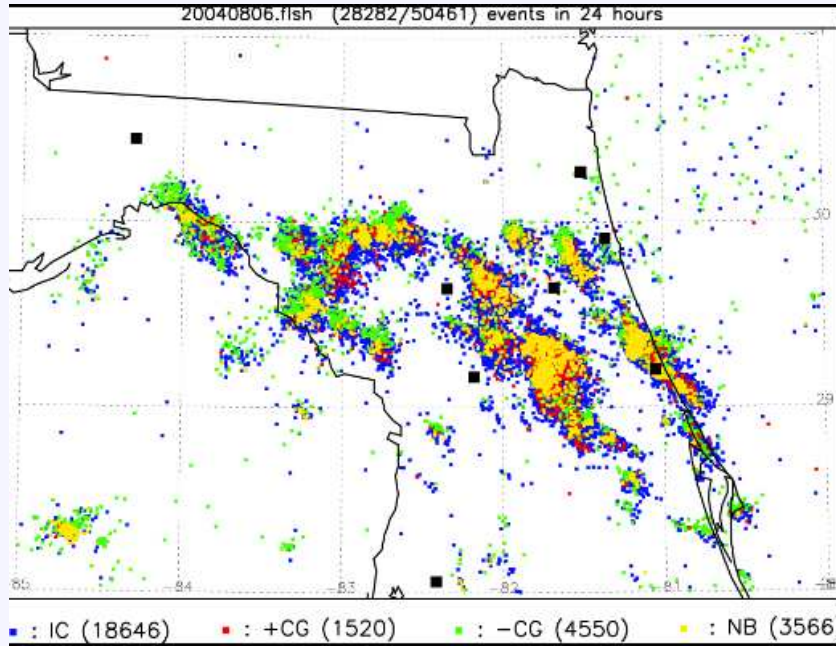 20040806.flsh (28282/50461) events in 24 hours
30
29
-85
-84
-83
-82
-81
: IC (18646)
: +CG (1520)
: -CG (4550)
: NB (3566